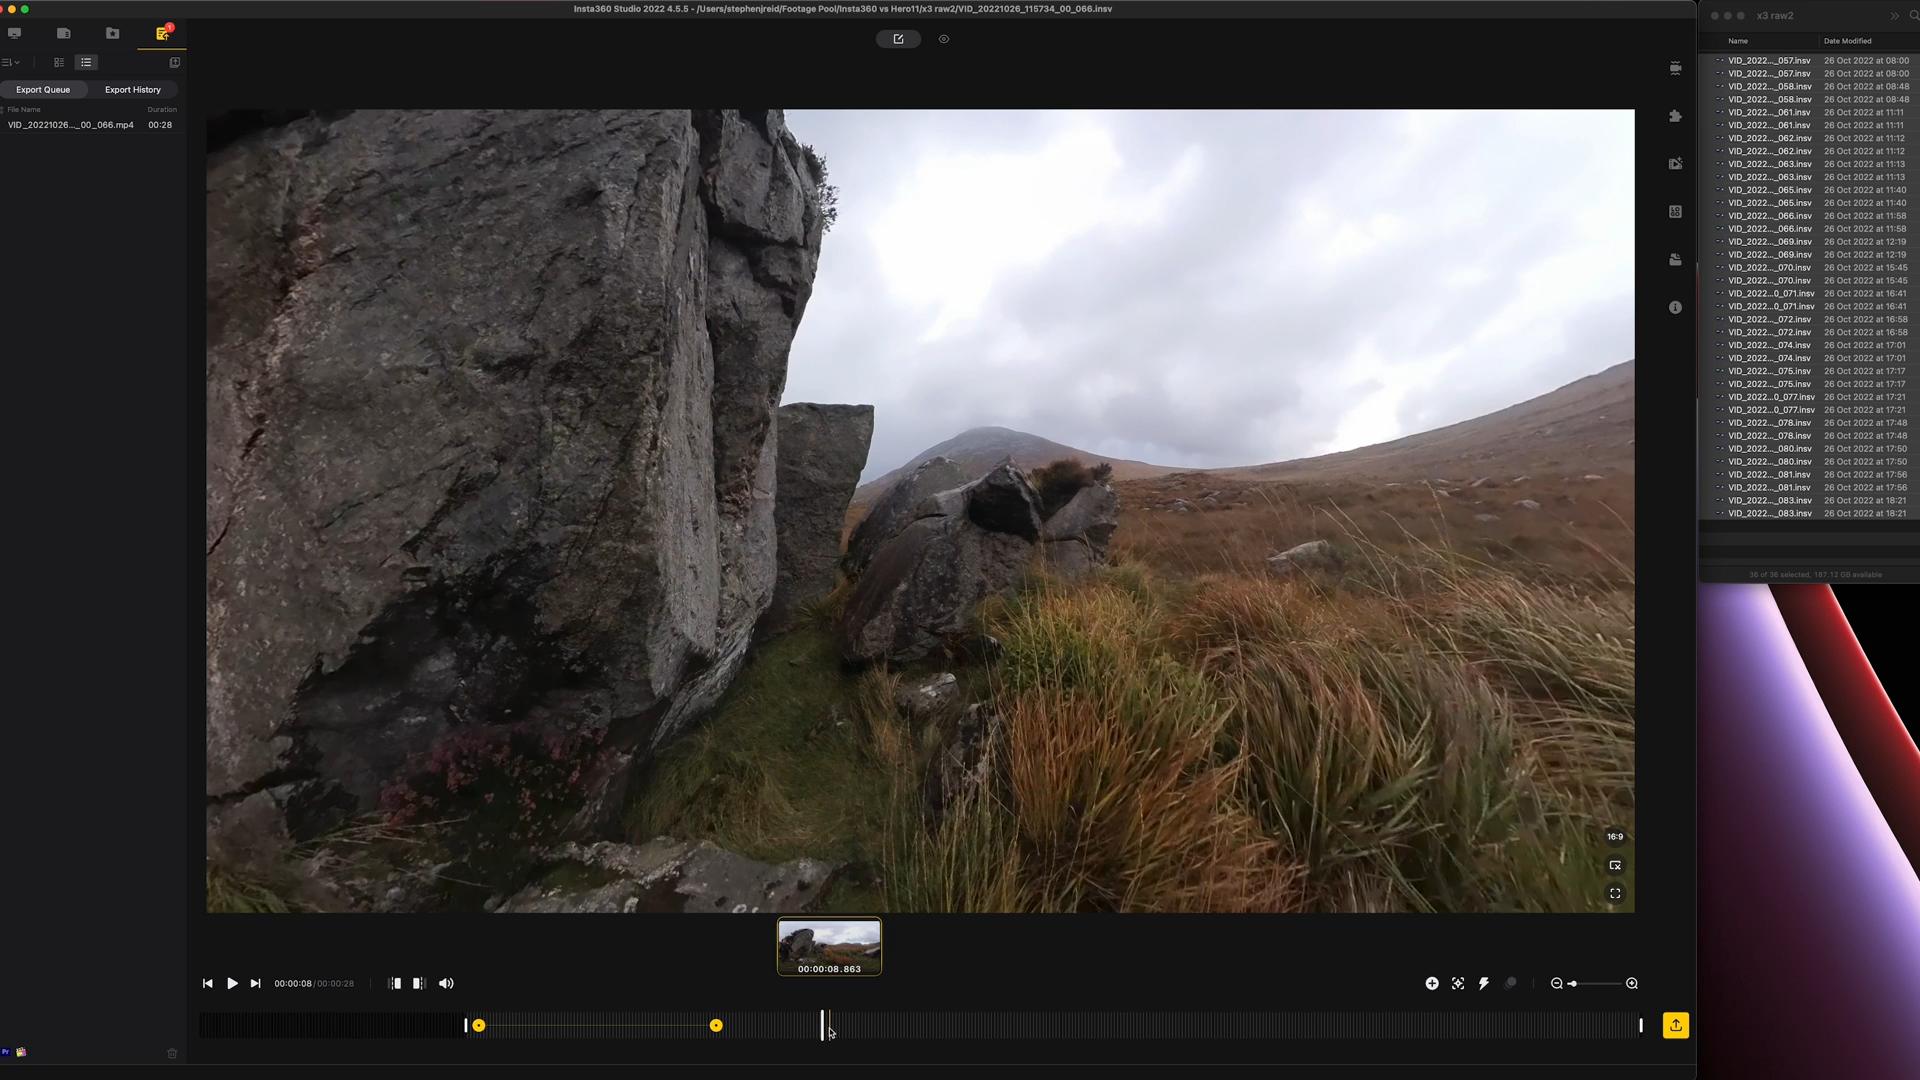 Insta360 Studio 2022 4.5.5 - /Users/stephenjreid/Footage Pool/Insta360 vs Hero11/x3 raw2/VID_20221026_115734_00_066.insv
1
Export Queue
Export History
File Name
Duration
VID_20221026..._00_066.mp4
00:28
x3 raw2
Name
Date Modified
VID_2022..._057.insv 26 Oct 2022 at 08:00
VID_2022..._057.insv 26 Oct 2022 at 08:00
VID_2022..._058.insv 26 Oct 2022 at 08:48
VID_2022..._058.insv 26 Oct 2022 at 08:48
VID_2022..._061.insv 26 Oct 2022 at 11:11
VID_2022..._061.insv 26 Oct 2022 at 11:11
VID_2022..._062.insv 26 Oct 2022 at 11:12
VID_2022..._062.insv 26 Oct 2022 at 11:12
VID_2022..._063.insv 26 Oct 2022 at 11:13
VID_2022..._063.insv 26 Oct 2022 at 11:13
VID_2022..._065.insv 26 Oct 2022 at 11:40
VID_2022..._065.insv 26 Oct 2022 at 11:40
VID_2022..._066.insv 26 Oct 2022 at 11:58
VID_2022..._066.insv 26 Oct 2022 at 11:58
VID_2022..._069.insv 26 Oct 2022 at 12:19
VID_2022..._069.insv 26 Oct 2022 at 12:19
VID_2022..._070.insv 26 Oct 2022 at 15:45
VID_2022..._070.insv 26 Oct 2022 at 15:45
VID_2022...0_071.insv 26 Oct 2022 at 16:41
VID_2022...0_071.insv 26 Oct 2022 at 16:41
VID_2022..._072.insv 26 Oct 2022 at 16:58
VID_2022..._072.insv 26 Oct 2022 at 16:58
VID_2022..._074.insv 26 Oct 2022 at 17:01
VID_2022..._074.insv 26 Oct 2022 at 17:01
VID_2022..._075.insv 26 Oct 2022 at 17:17
VID_2022..._075.insv 26 Oct 2022 at 17:17
VID_2022...0_077.insv 26 Oct 2022 at 17:21
VID_2022...0_077.insv 26 Oct 2022 at 17:21
VID_2022..._078.insv 26 Oct 2022 at 17:48
VID_2022..._078.insv 26 Oct 2022 at 17:48
VID_2022..._080.insv 26 Oct 2022 at 17:50
VID_2022..._080.insv 26 Oct 2022 at 17:50
VID_2022..._081.insv 26 Oct 2022 at 17:56
VID_2022..._081.insv 26 Oct 2022 at 17:56
VID_2022..._083.insv 26 Oct 2022 at 18:21
VID_2022..._083.insv 26 Oct 2022 at 18:21
36 of 36 selected, 187.12 GB available
16:9
00:00:08.863
00:00:08/00:00:28
Pr